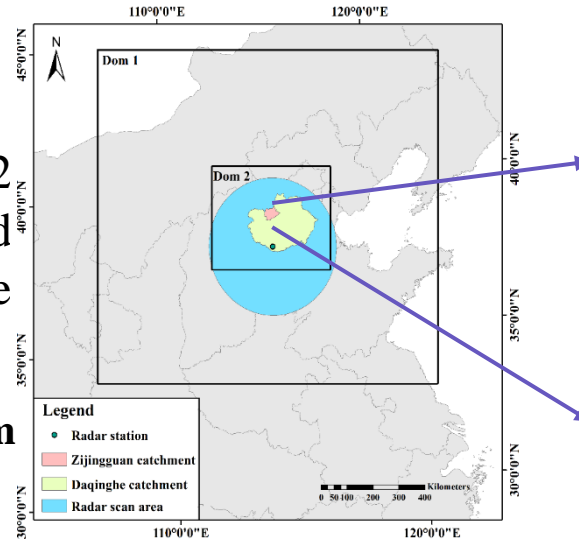 110°0'0"E
120°0'0"E
N
45°0'0"N
Dom 1
2
d
e
m
Dom 2
40°0'0"N
40°0'0"N
35°0'0"N
35°0'0"N
Legend
Radar station
Zijingguan catchment
Daqinghe catchment
Radar scan area
Kilometers
0 50 100 200 300 400
30°0'0"N
30°0'0"N
110°0'0"E
120°0'0"E